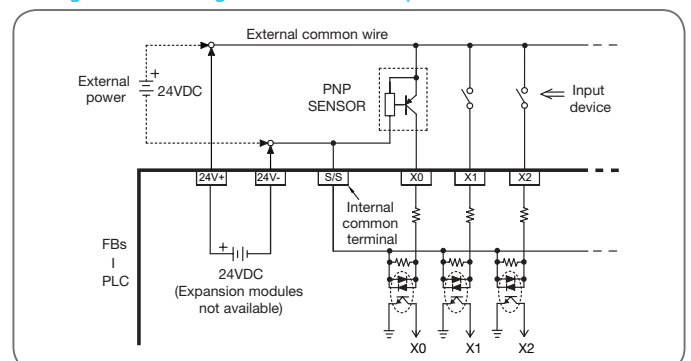 External common wire
External
power
+
24VDC
PNP
SENSOR
Input
device
24V+
24V-
S/S
X0
X1
X2
Internal
common
terminal
FBs
I
PLC
+
24VDC
(Expansion modules
not available)
X0
X1
X2